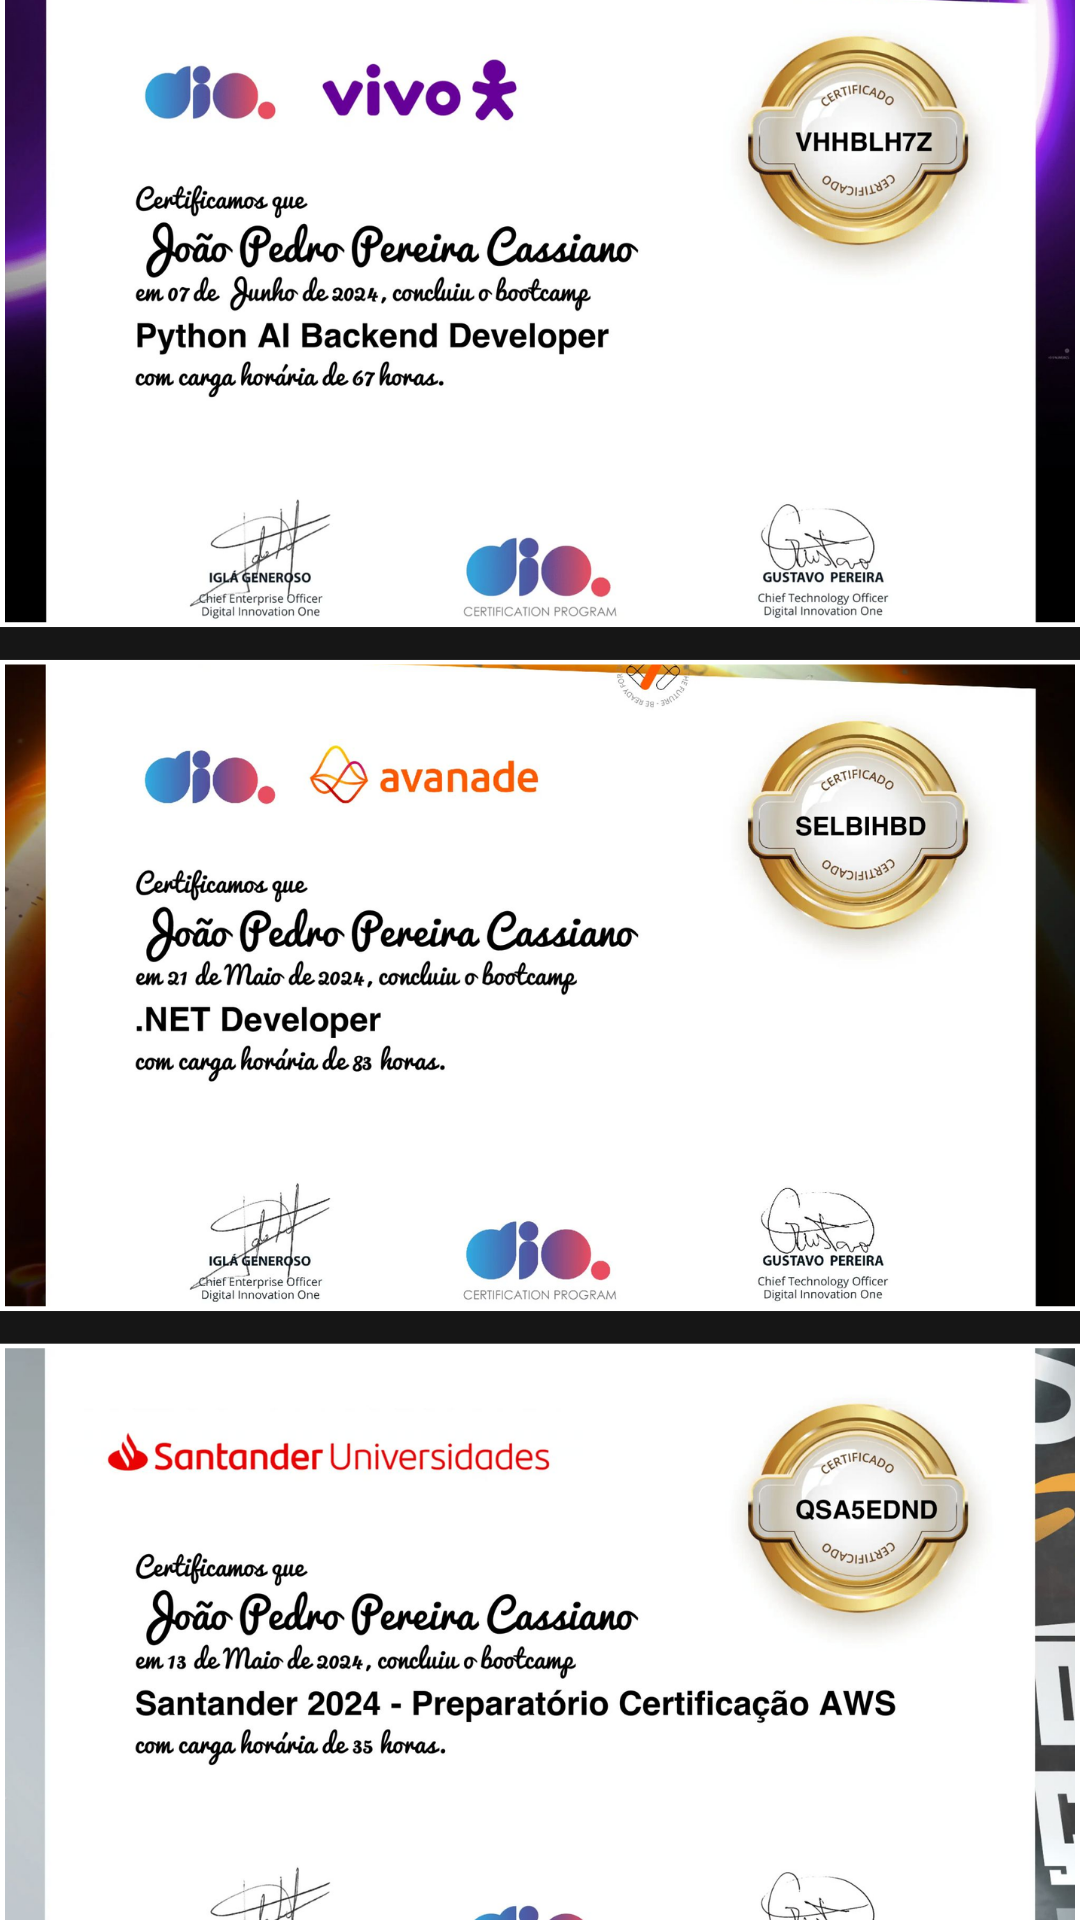 dio.
vivo
CERTIFICADO
VHHBLH7Z
CERTIFICADO
Certificamos que
João Pedro Pereira Cassiano
em 07 de Junho de 2024, concluiu o bootcamp
Python AI Backend Developer
com carga horária de 67 horas.
IGLÁ GENEROSO
Chief Enterprise Officer
Digital Innovation One
dio.
CERTIFICATION PROGRAM
GUSTAVO PEREIRA
Chief Technology Officer
Digital Innovation One
HE FUTURE - BE READY FOR
dio.
avanade
CERTIFICADO
SELBIHBD
CERTIFICADO
Certificamos que
João Pedro Pereira Cassiano
em 21 de Maio de 2024, concluiu o bootcamp
.NET Developer
com carga horária de 83 horas.
IGLÁ GENEROSO
Chief Enterprise Officer
Digital Innovation One
dio.
CERTIFICATION PROGRAM
GUSTAVO PEREIRA
Chief Technology Officer
Digital Innovation One
Santander Universidades
CERTIFICADO
QSA5EDND
CERTIFICADO
Certificamos que
João Pedro Pereira Cassiano
em 13 de Maio de 2024, concluiu o bootcamp
Santander 2024 - Preparatório Certificação AWS
com carga horária de 35 horas.